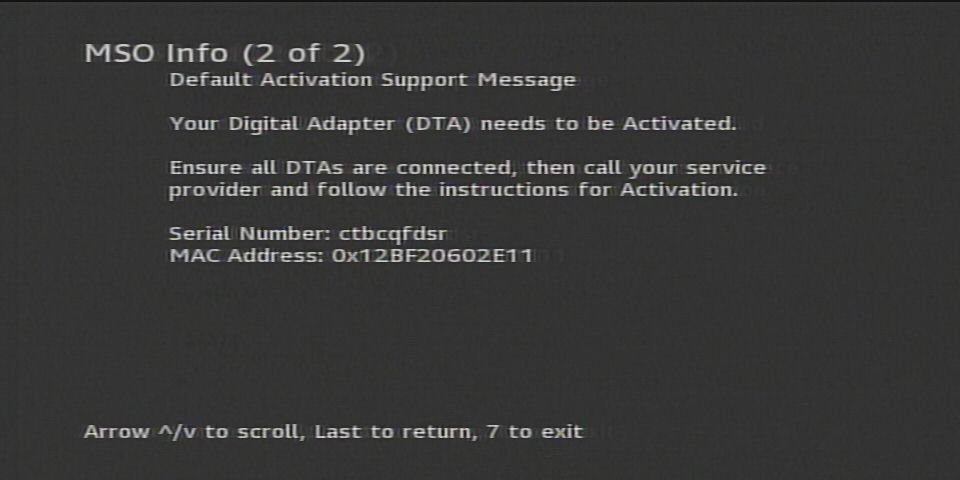 MSO Info (2 of 2)
Default Activation Support Message
Your Digital Adapter (DTA) needs to be Activated.
Ensure all DTAs are connected, then call your service
provider and follow the instructions for Activation.
Serial Number: ctbcqfdsr
MAC Address: 0x12BF20602E11
Arrow ^/v to scroll, Last to return, 7 to exit